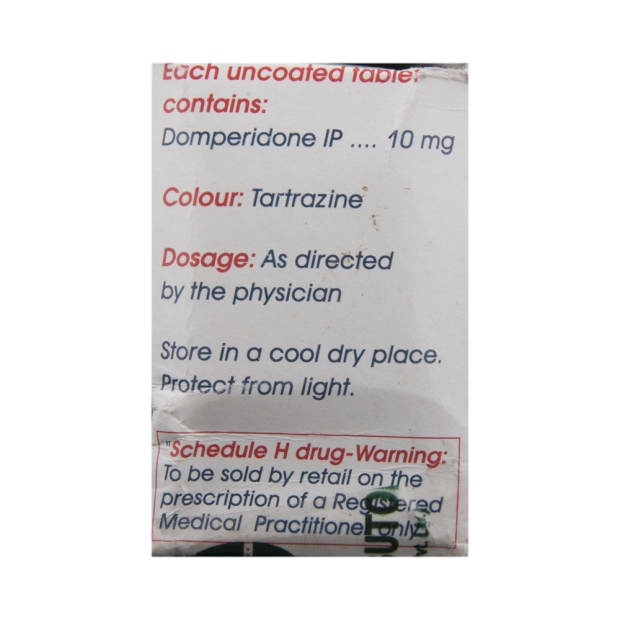 Each uncoated tablet
contains:
Domperidone IP .... 10 mg
Colour: Tartrazine
Dosage: As directed
by the physician
Store in a cool dry place.
Protect from light.
"Schedule H drug-Warning:
To be sold by retail on the
prescription of a Registered
Medical Practitioner only"
UTO